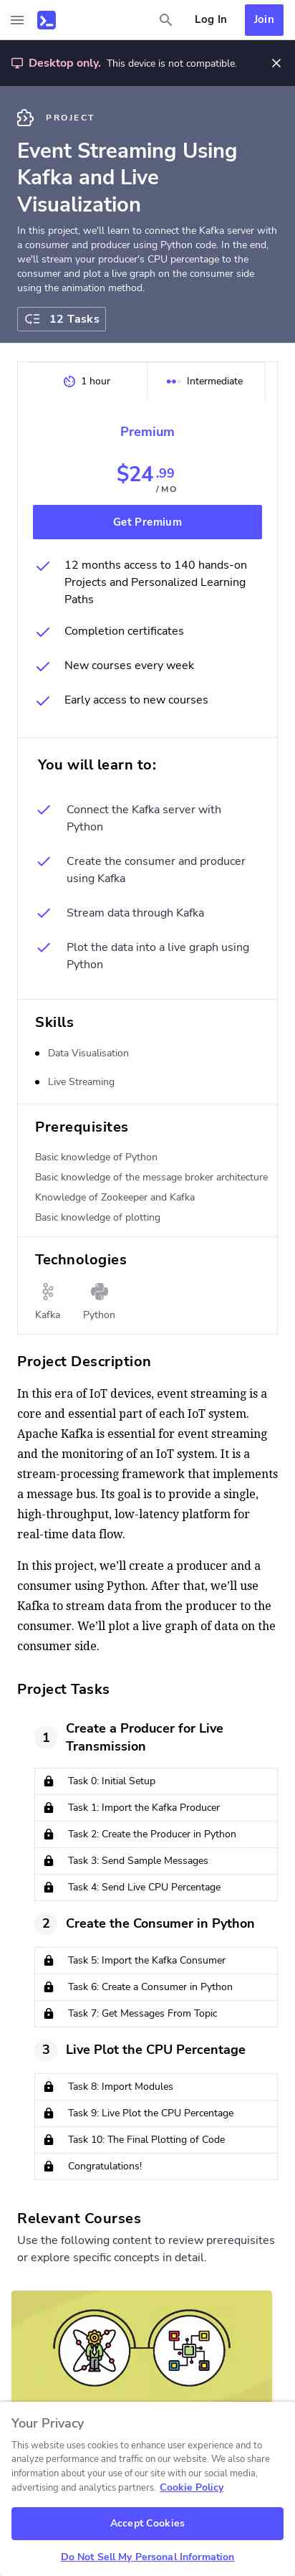 Log In
Join
Desktop only. This device is not compatible.
PROJECT
Event Streaming Using
Kafka and Live
Visualization
In this project, we'll learn to connect the Kafka server with
a consumer and producer using Python code. In the end,
we'll stream your producer's CPU percentage to the
consumer and plot a live graph on the consumer side
using the animation method.
12 Tasks
1 hour
Intermediate
Premium
$24.99
/MO
Get Premium
12 months access to 140 hands-on
Projects and Personalized Learning
Paths
Completion certificates
New courses every week
Early access to new courses
You will learn to:
Connect the Kafka server with
Python
Create the consumer and producer
using Kafka
Stream data through Kafka
Plot the data into a live graph using
Python
Skills
Data Visualisation
Live Streaming
Prerequisites
Basic knowledge of Python
Basic knowledge of the message broker architecture
Knowledge of Zookeeper and Kafka
Basic knowledge of plotting
Technologies
Kafka
Python
Project Description
In this era of IoT devices, event streaming is a
core and essential part of each IoT system.
Apache Kafka is essential for event streaming
and the monitoring of an IoT system. It is a
stream-processing framework that implements
a message bus. Its goal is to provide a single,
high-throughput, low-latency platform for
real-time data flow.
In this project, we’ll create a producer and a
consumer using Python. After that, we’ll use
Kafka to stream data from the producer to the
consumer. We’ll plot a live graph of data on the
consumer side.
Project Tasks
1
Create a Producer for Live
Transmission
Task 0: Initial Setup
Task 1: Import the Kafka Producer
Task 2: Create the Producer in Python
Task 3: Send Sample Messages
Task 4: Send Live CPU Percentage
2
Create the Consumer in Python
Task 5: Import the Kafka Consumer
Task 6: Create a Consumer in Python
Task 7: Get Messages From Topic
3
Live Plot the CPU Percentage
Task 8: Import Modules
Task 9: Live Plot the CPU Percentage
Task 10: The Final Plotting of Code
Congratulations!
Relevant Courses
Use the following content to review prerequisites
or explore specific concepts in detail.
Your Privacy
This website uses cookies to enhance user experience and to
analyze performance and traffic on our website. We also share
information about your use of our site with our social media,
advertising and analytics partners. Cookie Policy
Accept Cookies
Do Not Sell My Personal Information